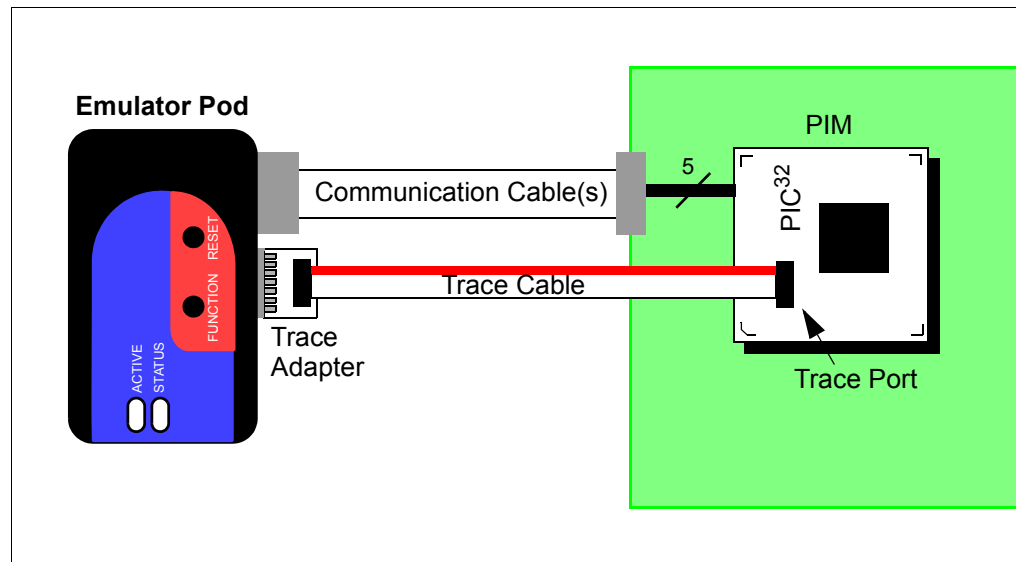 Emulator Pod
PIM
Communication Cable(s)
5
PIC32
RESET
FUNCTION
Trace Cable
Trace
Adapter
Trace Port
ACTIVE
STATUS